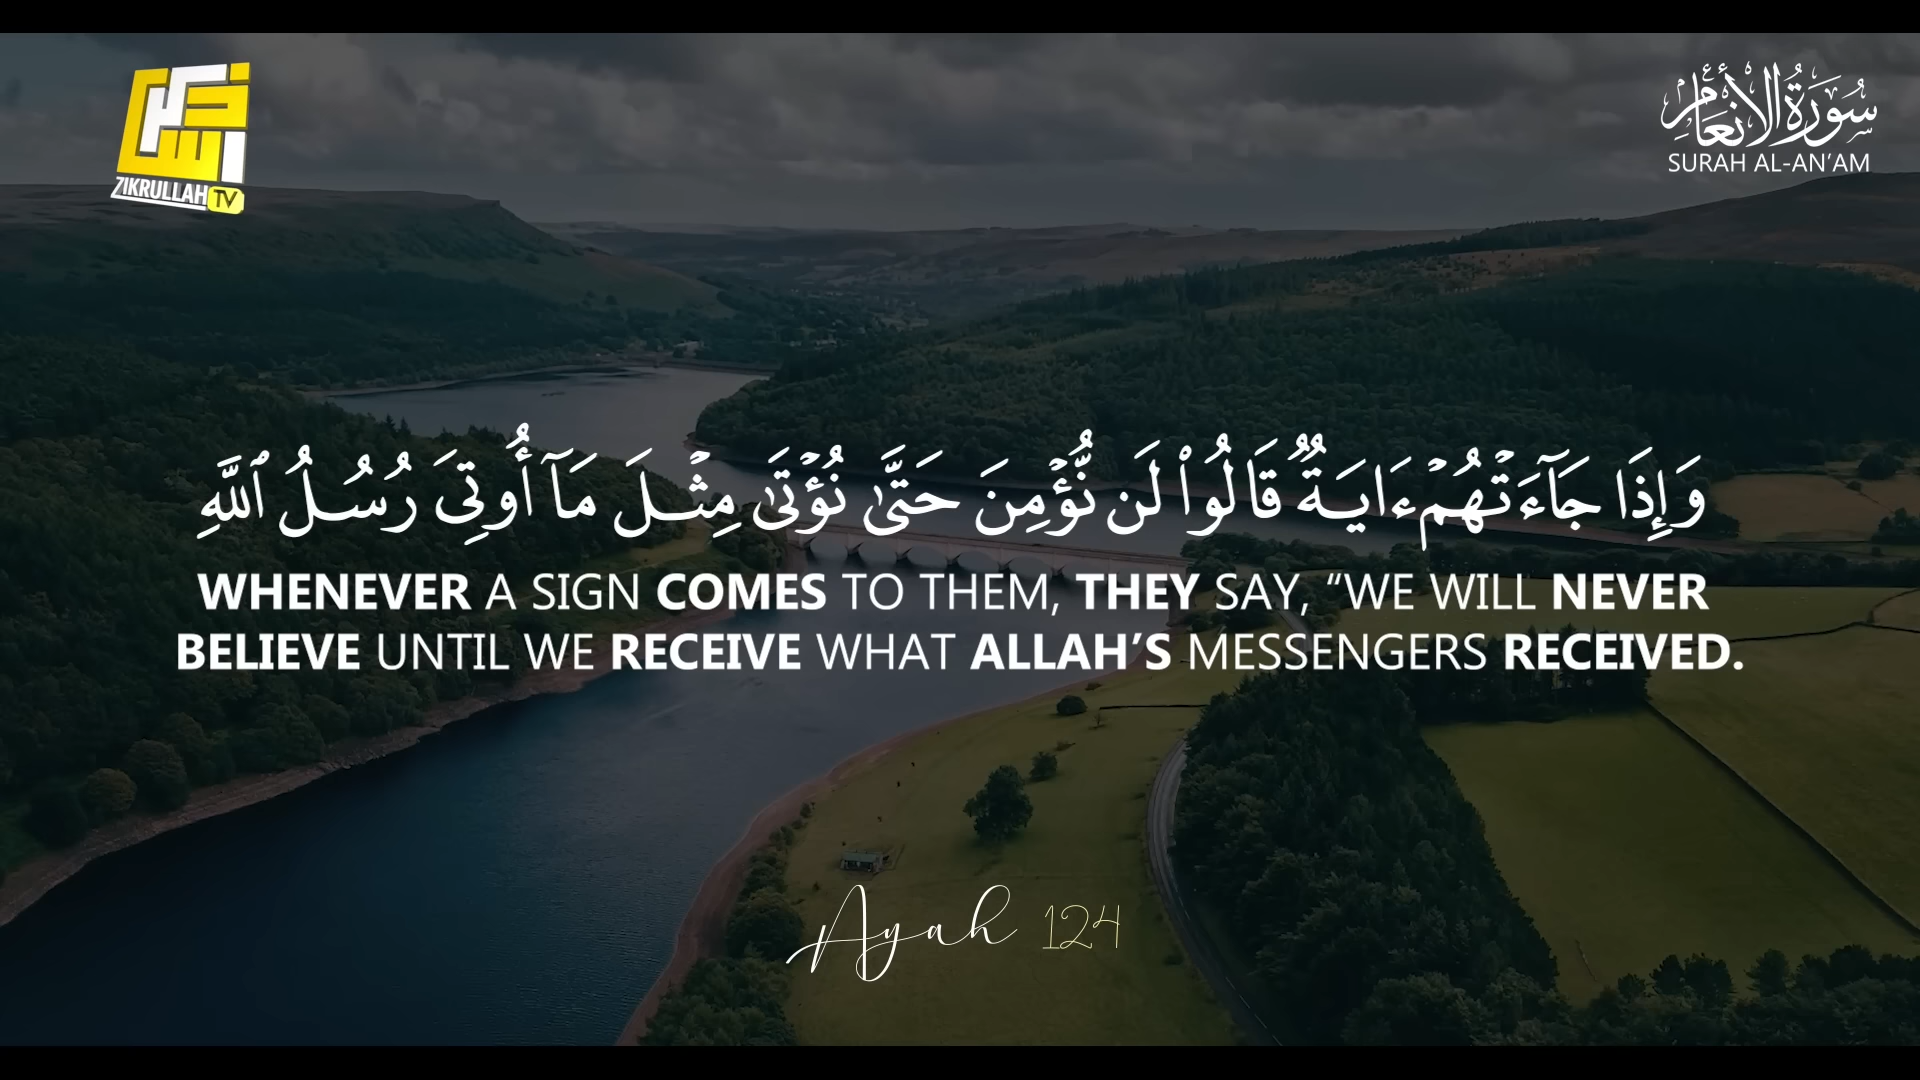 ZIKRULLAH TV
سُورَةُ الأَنْعَامِ
SURAH AL-AN’AM
وَإِذَا جَآءَتْهُمْ ءَايَةٌ قَالُوا۟ لَن نُّؤْمِنَ حَتَّىٰ نُؤْتَىٰ مِثْلَ مَآ أُوتِىَ رُسُلُ ٱللَّهِ
WHENEVER A SIGN COMES TO THEM, THEY SAY, “WE WILL NEVER
BELIEVE UNTIL WE RECEIVE WHAT ALLAH’S MESSENGERS RECEIVED.
Ayah 124